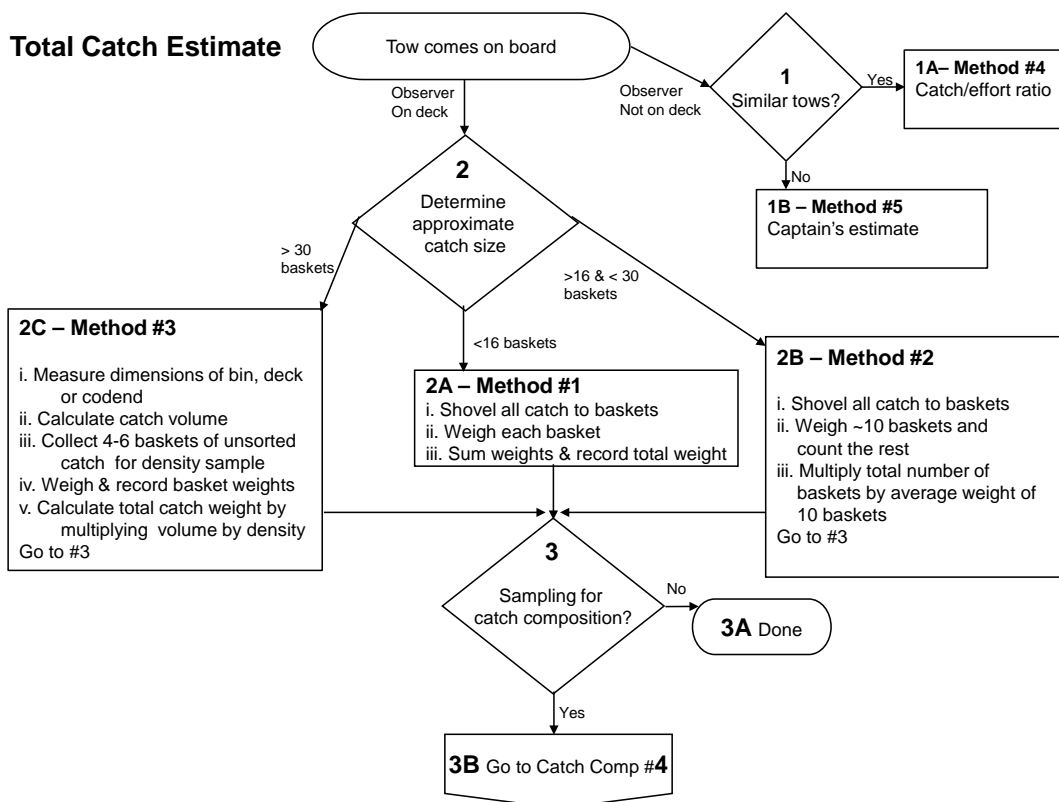 Total Catch Estimate
Tow comes on board
Observer
On deck
Observer
Not on deck
1
Similar tows?
Yes
1A– Method #4
Catch/effort ratio
No
1B – Method #5
Captain's estimate
2
Determine
approximate
catch size
> 30
baskets
>16 & < 30
baskets
<16 baskets
2C – Method #3
i. Measure dimensions of bin, deck
or codend
ii. Calculate catch volume
iii. Collect 4-6 baskets of unsorted
catch for density sample
iv. Weigh & record basket weights
v. Calculate total catch weight by
multiplying volume by density
Go to #3
2A – Method #1
i. Shovel all catch to baskets
ii. Weigh each basket
iii. Sum weights & record total weight
2B – Method #2
i. Shovel all catch to baskets
ii. Weigh ~10 baskets and
count the rest
iii. Multiply total number of
baskets by average weight of
10 baskets
Go to #3
3
Sampling for
catch composition?
No
3A Done
Yes
3B Go to Catch Comp #4